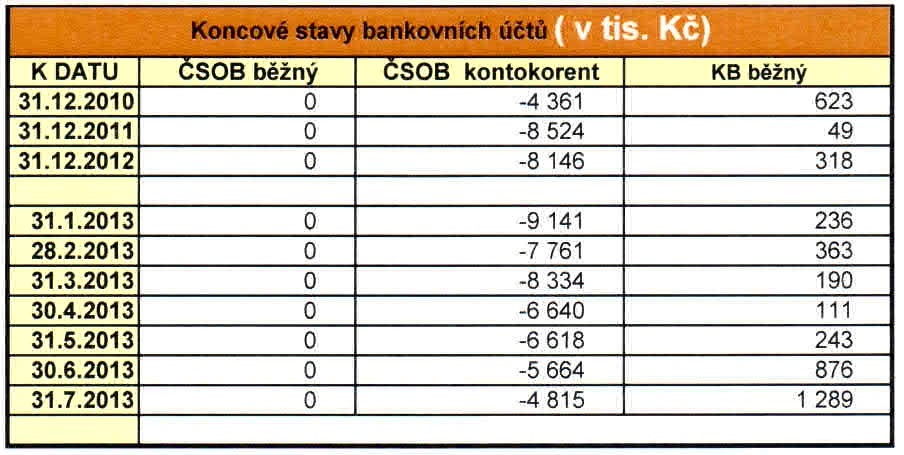 Koncové stavy bankovních účtů ( v tis. Kč)
K DATU ČSOB běžný ČSOB kontokorent KB běžný
31.12.2010 0 -4 361 623
31.12.2011 0 -8 524 49
31.12.2012 0 -8 146 318
31.1.2013 0 -9 141 236
28.2.2013 0 -7 761 363
31.3.2013 0 -8 334 190
30.4.2013 0 -6 640 111
31.5.2013 0 -6 618 243
30.6.2013 0 -5 664 876
31.7.2013 0 -4 815 1 289